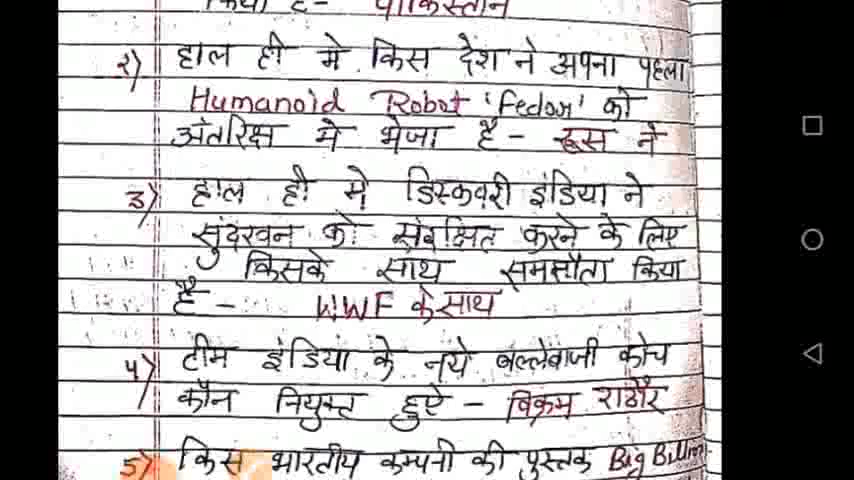 किया है - पाकिस्तान
२) हाल ही मे किस देश ने अपना पहला
Humanoid Robot 'Fedor' को
अंतरिक्ष मे भेजा है - रूस ने
3) हाल ही मे डिस्कवरी इंडिया ने
सुंदरवन को संरक्षित करने के लिए
किसके साथ समझौता किया
है - WWF के साथ
4) टीम इंडिया के नये बल्लेबाजी कोच
कौन नियुक्त हुऐ - विक्रम राठौर
5) किस भारतीय कम्पनी की पुस्तक Big Billion